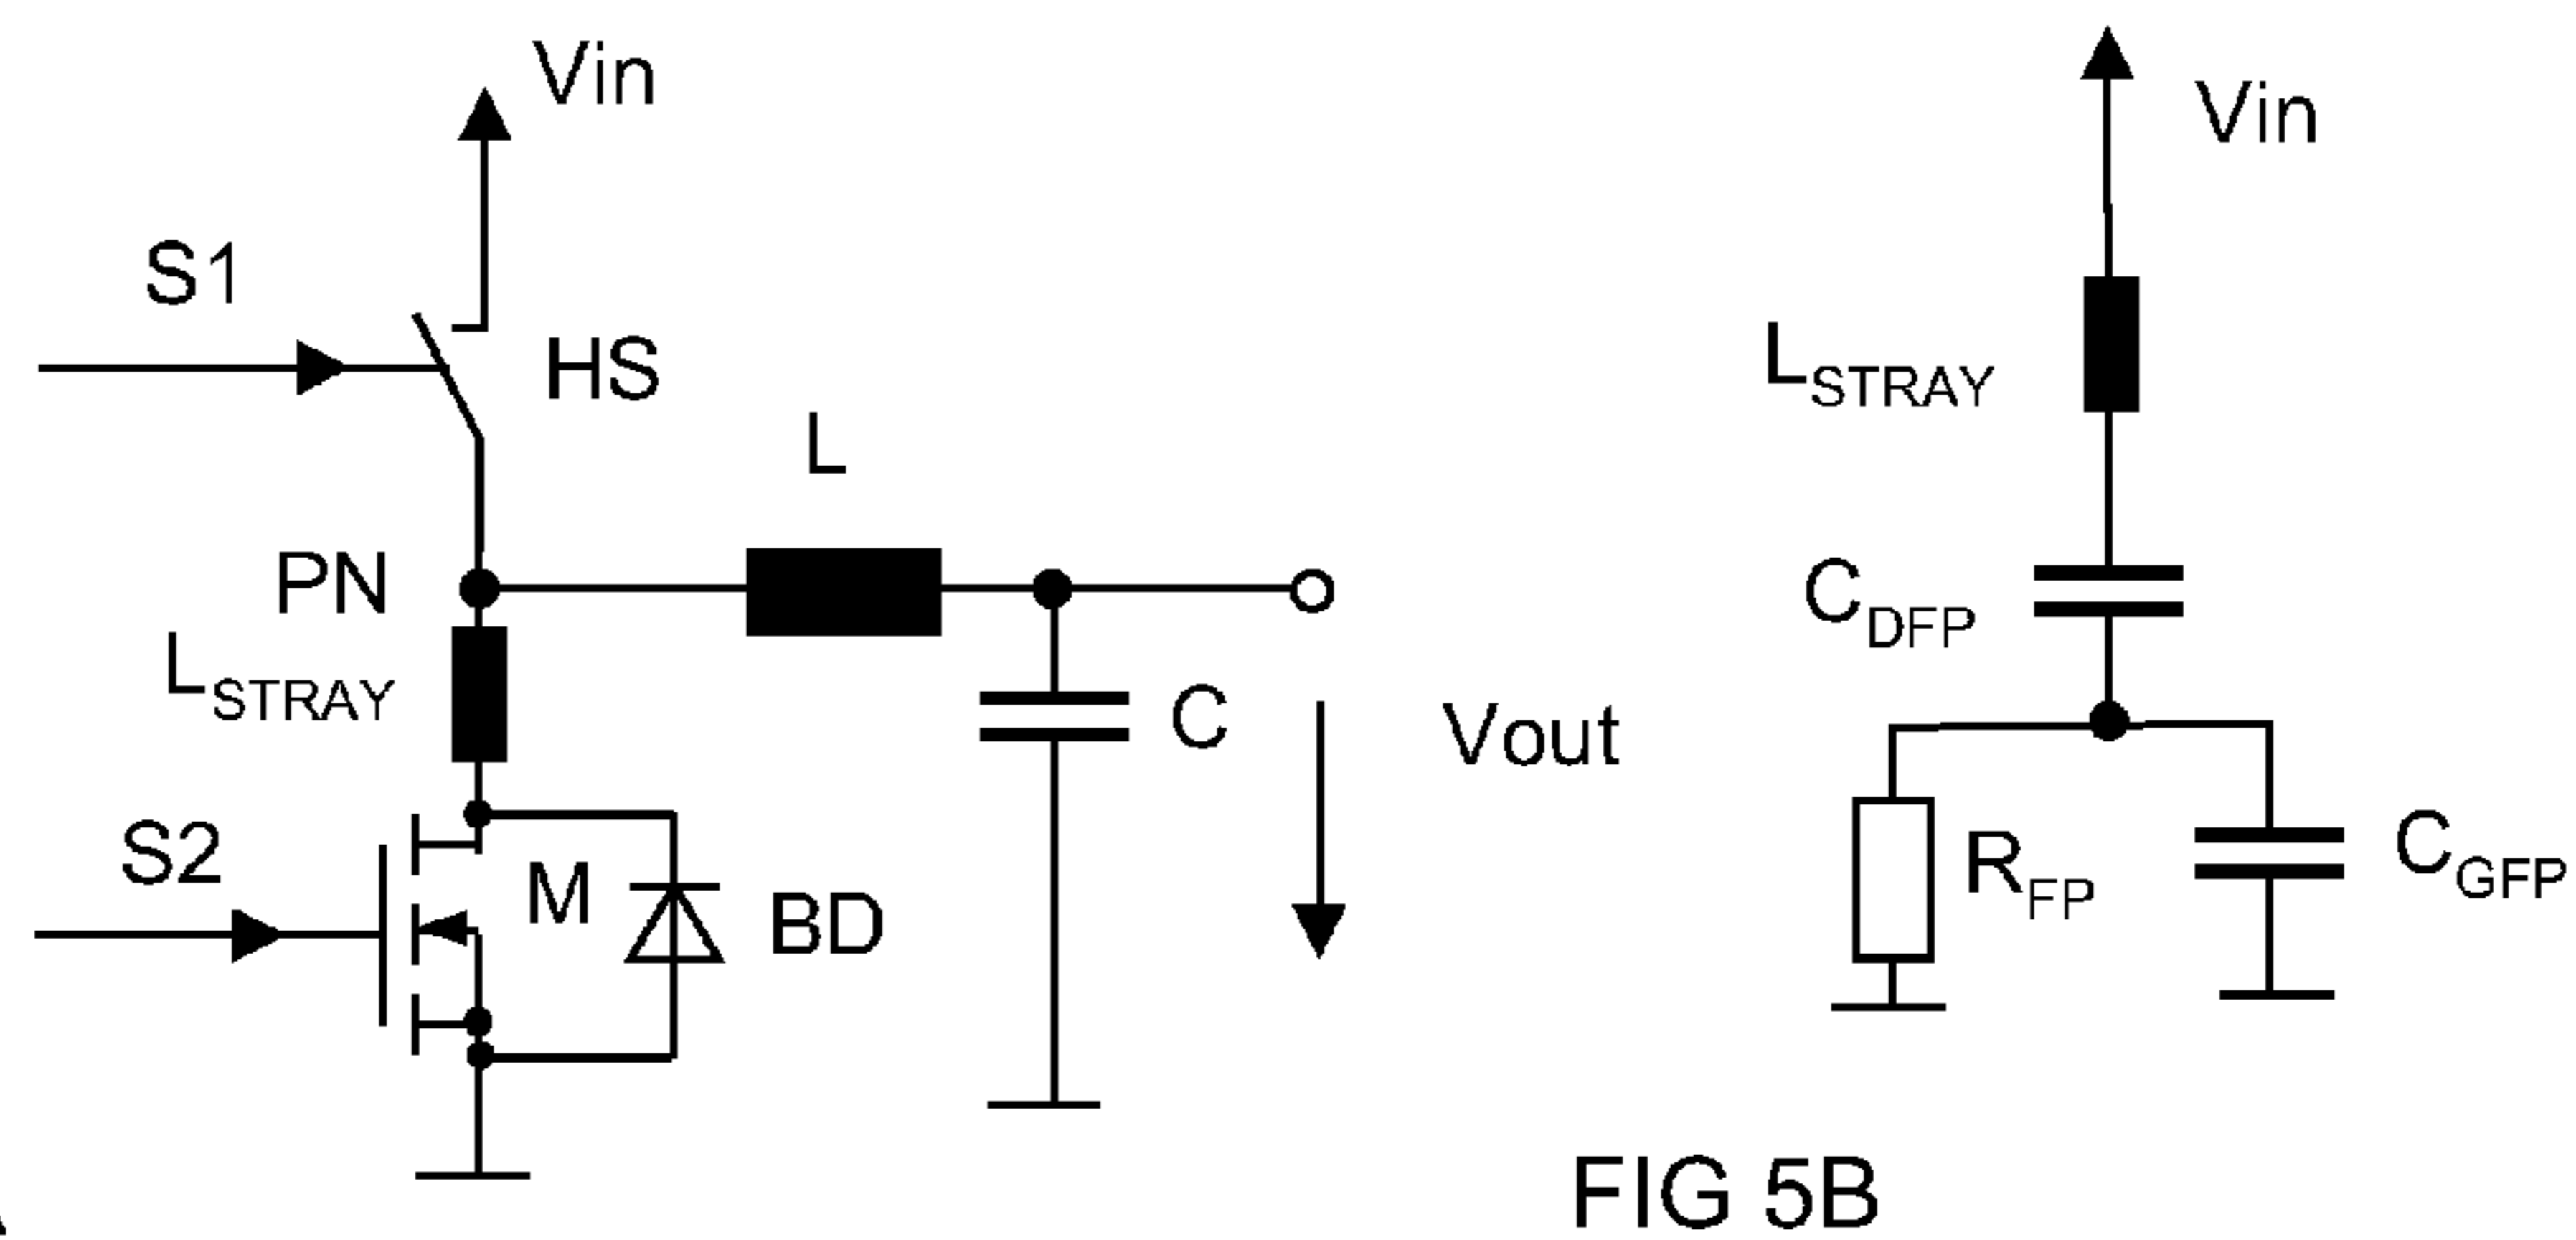 Vin
S1
HS
L
PN
LSTRAY
C
Vout
S2
M
BD
Vin
LSTRAY
CDFP
RFP
CGFP
FIG 5B